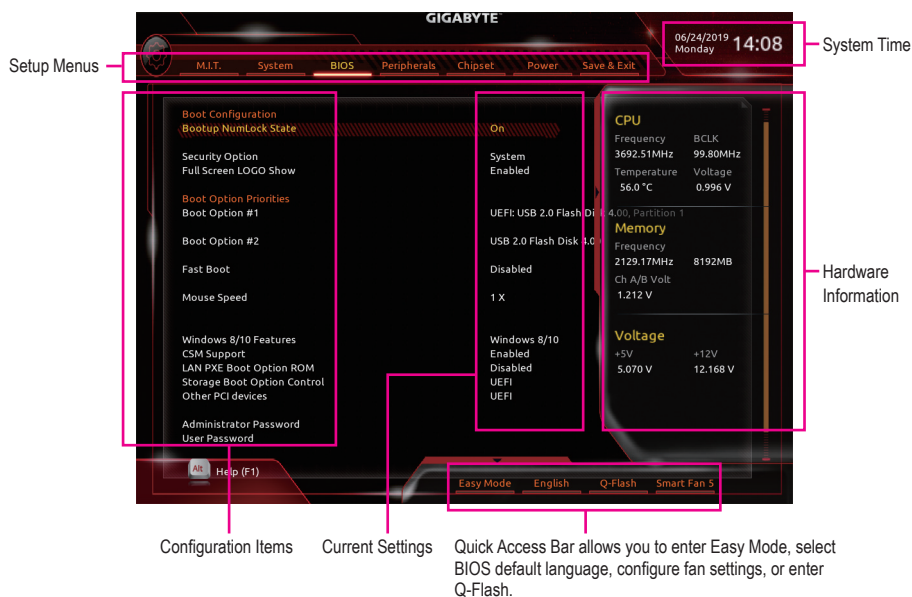 GIGABYTE™
06/24/2019
Monday
14:08
System Time
Setup Menus
M.I.T. System BIOS Peripherals Chipset Power Save & Exit
Boot Configuration
Bootup NumLock State On
Security Option System
Full Screen LOGO Show Enabled
Boot Option Priorities
Boot Option #1 UEFI: USB 2.0 Flash Disk 4.00, Partition 1
Boot Option #2 USB 2.0 Flash Disk 4.00
Fast Boot Disabled
Mouse Speed 1 X
Windows 8/10 Features Windows 8/10
CSM Support Enabled
LAN PXE Boot Option ROM Disabled
Storage Boot Option Control UEFI
Other PCI devices UEFI
Administrator Password
User Password
CPU
Frequency BCLK
3692.51MHz 99.80MHz
Temperature Voltage
56.0 °C 0.996 V
Memory
Frequency
2129.17MHz 8192MB
Ch A/B Volt
1.212 V
Voltage
+5V +12V
5.070 V 12.168 V
Hardware
Information
Alt Help (F1)
Easy Mode English Q-Flash Smart Fan 5
Configuration Items
Current Settings
Quick Access Bar allows you to enter Easy Mode, select
BIOS default language, configure fan settings, or enter
Q-Flash.